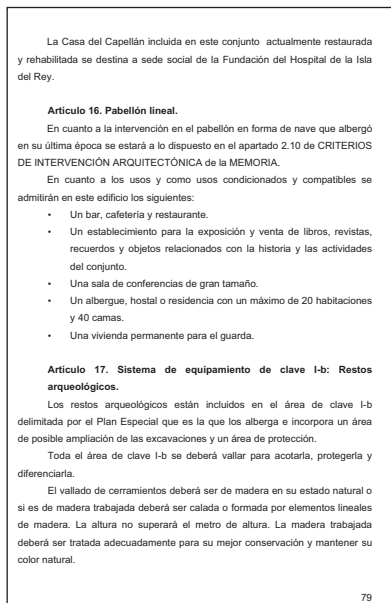 La Casa del Capellán incluida en este conjunto actualmente restaurada
y rehabilitada se destina a sede social de la Fundación del Hospital de la Isla
del Rey.
Artículo 16. Pabellón lineal.
En cuanto a la intervención en el pabellón en forma de nave que albergó
en su última época se estará a lo dispuesto en el apartado 2.10 de CRITERIOS
DE INTERVENCIÓN ARQUITECTÓNICA de la MEMORIA.
En cuanto a los usos y como usos condicionados y compatibles se
admitirán en este edificio los siguientes:
• Un bar, cafetería y restaurante.
• Un establecimiento para la exposición y venta de libros, revistas,
recuerdos y objetos relacionados con la historia y las actividades
del conjunto.
• Una sala de conferencias de gran tamaño.
• Un albergue, hostal o residencia con un máximo de 20 habitaciones
y 40 camas.
• Una vivienda permanente para el guarda.
Artículo 17. Sistema de equipamiento de clave I-b: Restos
arqueológicos.
Los restos arqueológicos están incluidos en el área de clave I-b
delimitada por el Plan Especial que es la que los alberga e incorpora un área
de posible ampliación de las excavaciones y un área de protección.
Toda el área de clave I-b se deberá vallar para acotarla, protegerla y
diferenciarla.
El vallado de cerramientos deberá ser de madera en su estado natural o
si es de madera trabajada deberá ser calada o formada por elementos lineales
de madera. La altura no superará el metro de altura. La madera trabajada
deberá ser tratada adecuadamente para su mejor conservación y mantener su
color natural.
79